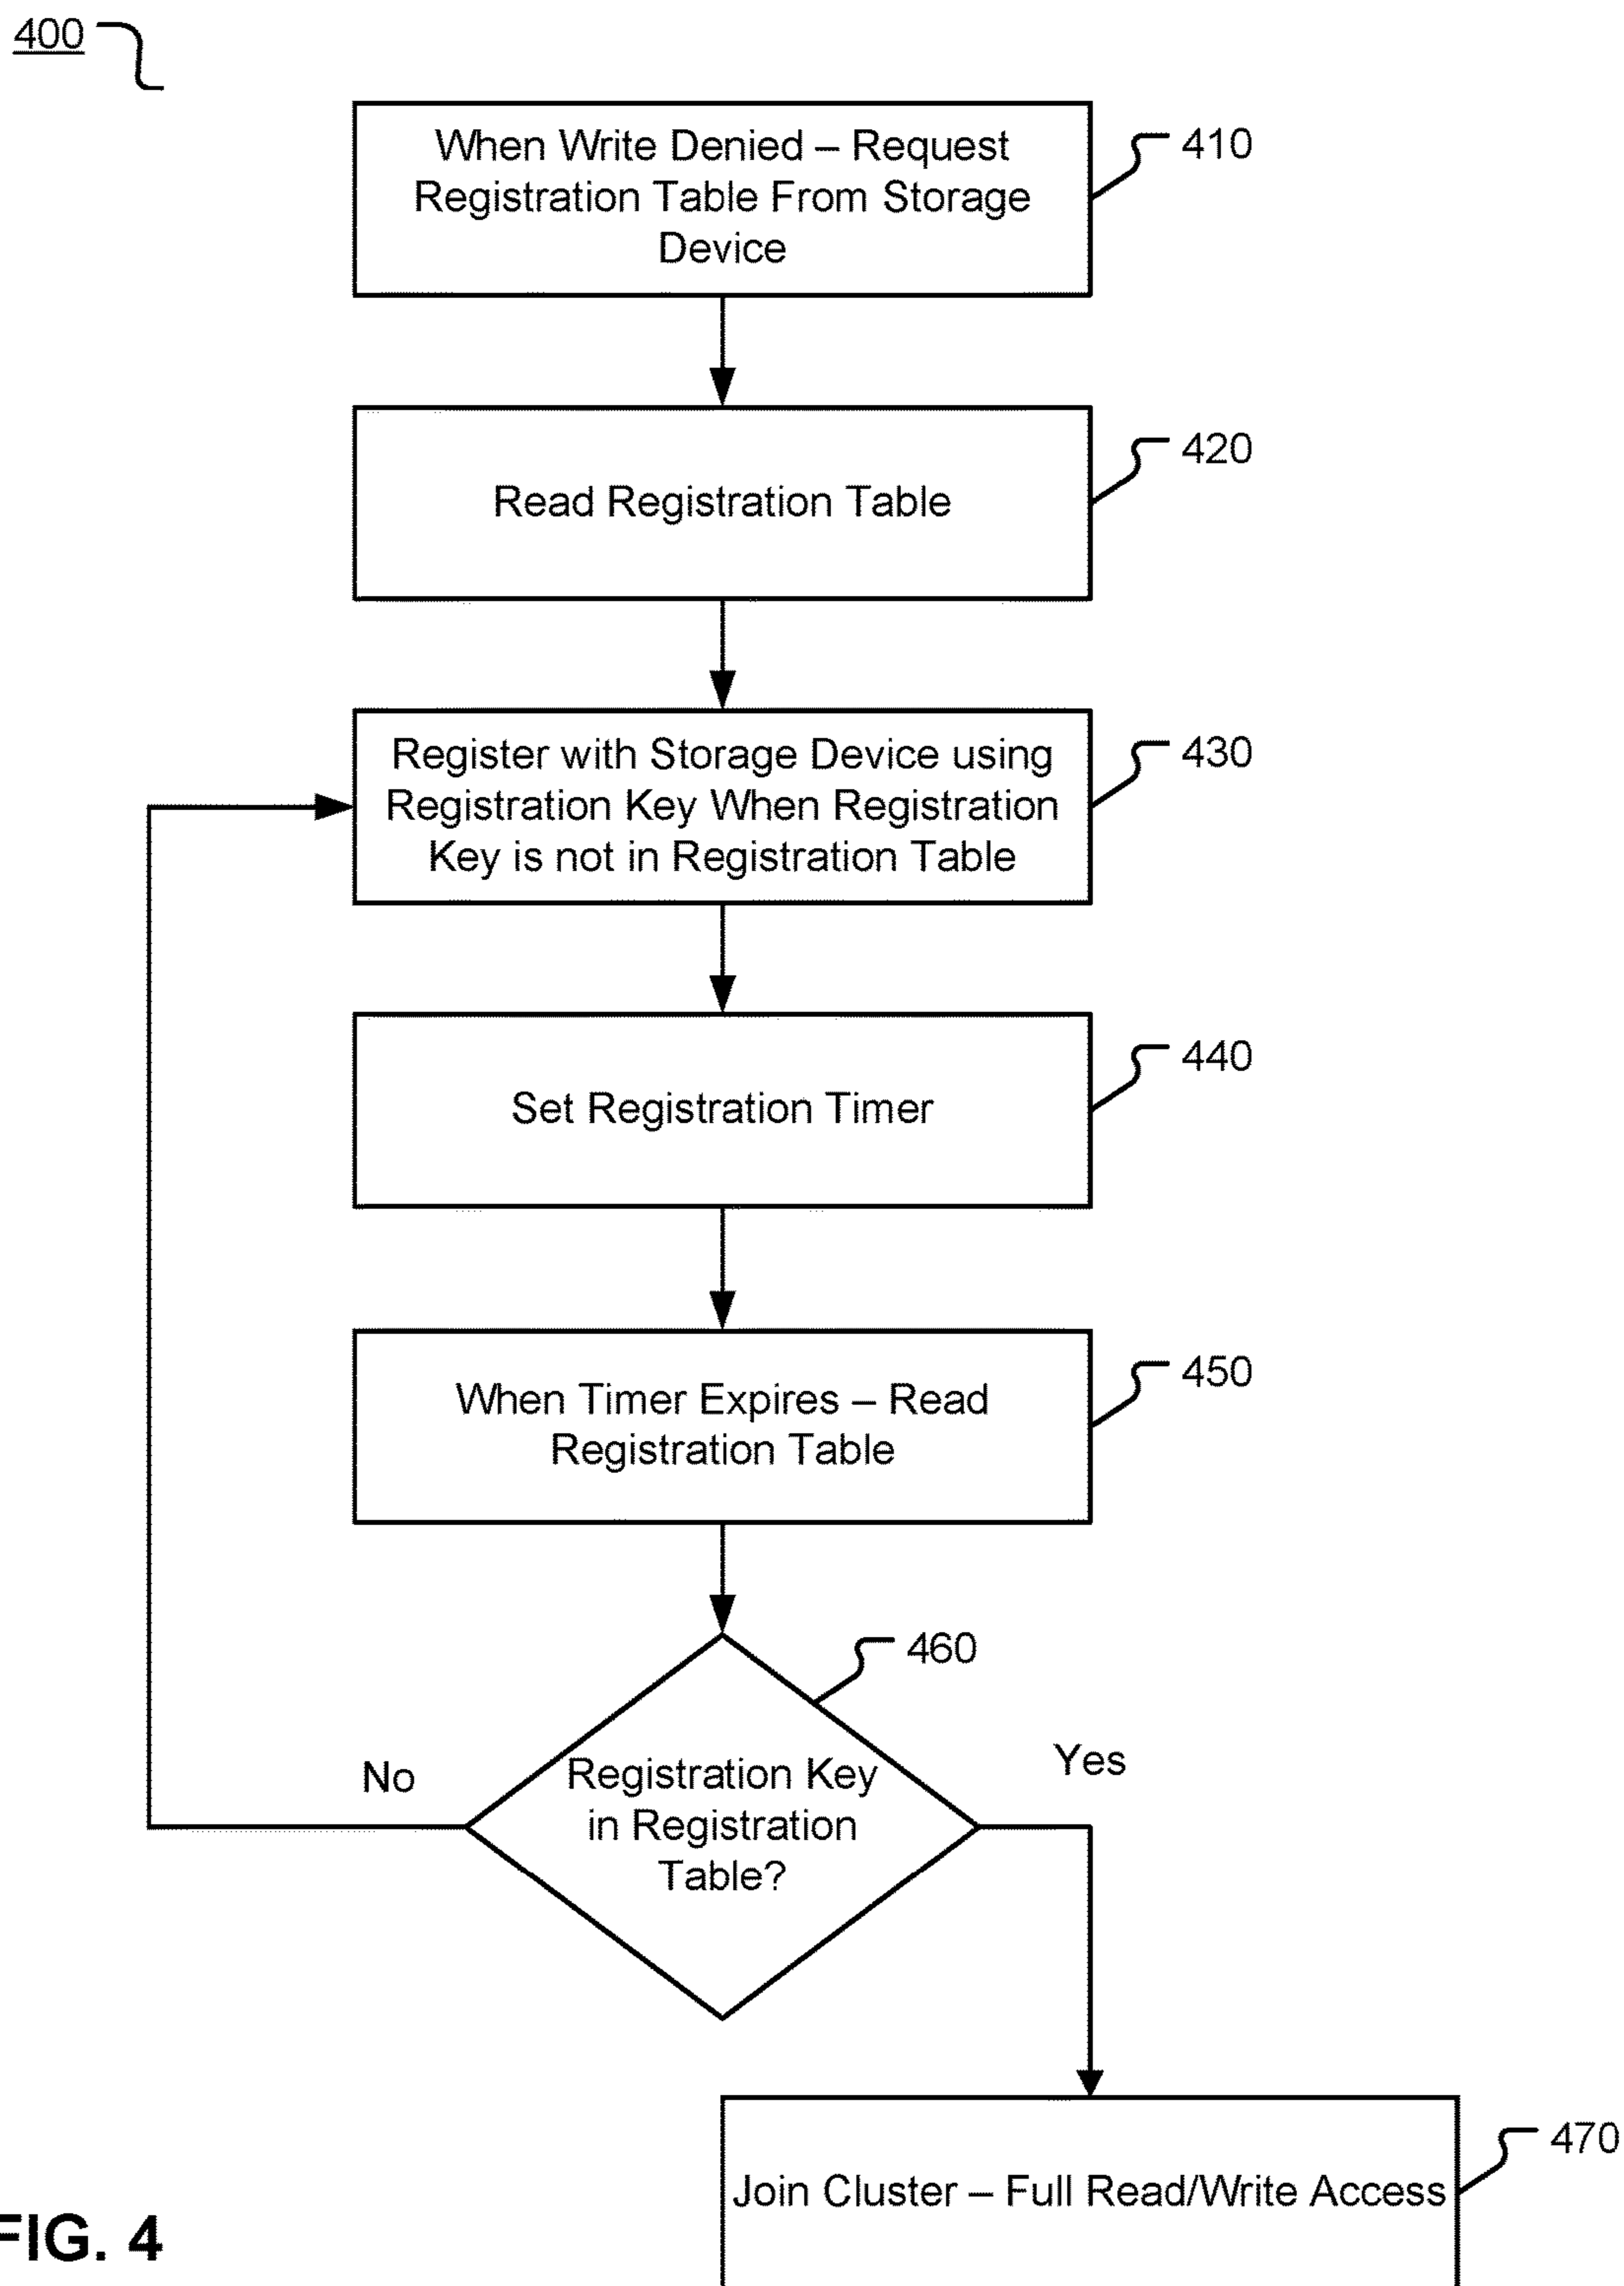 400
When Write Denied – Request
Registration Table From Storage
Device
410
Read Registration Table
420
Register with Storage Device using
Registration Key When Registration
Key is not in Registration Table
430
Set Registration Timer
440
When Timer Expires – Read
Registration Table
450
460
No
Registration Key
in Registration
Table?
Yes
Join Cluster – Full Read/Write Access
470
FIG. 4